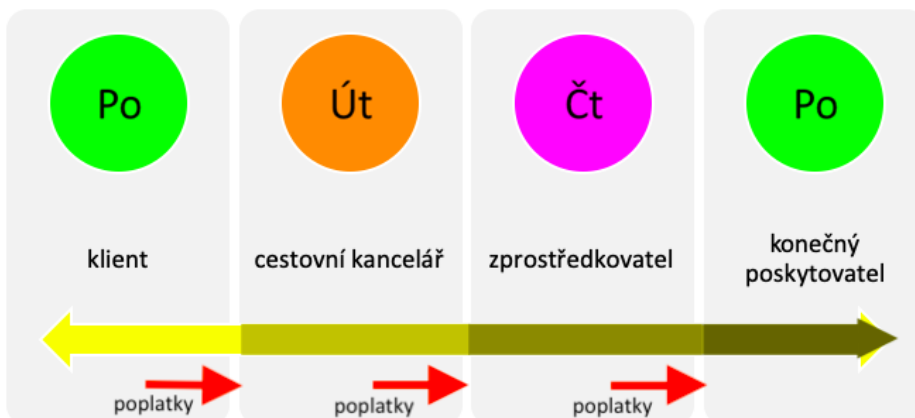 Po
Út
Čt
Po
klient
cestovní kancelář
zprostředkovatel
konečný
poskytovatel
poplatky
poplatky
poplatky